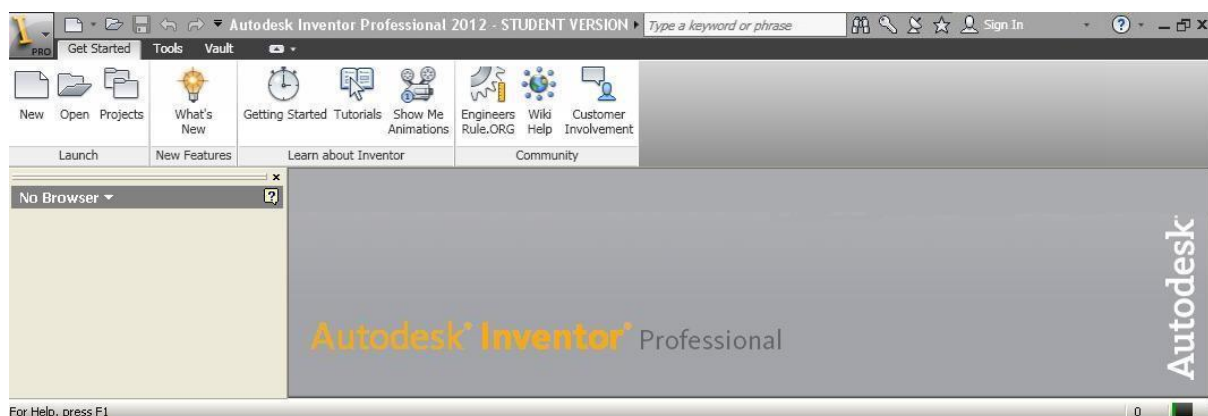 Autodesk Inventor Professional 2012 - STUDENT VERSION Type a keyword or phrase Sign In
PRO Get Started Tools Vault
New Open Projects What's New Getting Started Tutorials Show Me Animations Engineers Rule.ORG Wiki Help Customer Involvement
Launch New Features Learn about Inventor Community
No Browser
Autodesk® Inventor® Professional
Autodesk
For Help, press F1 0